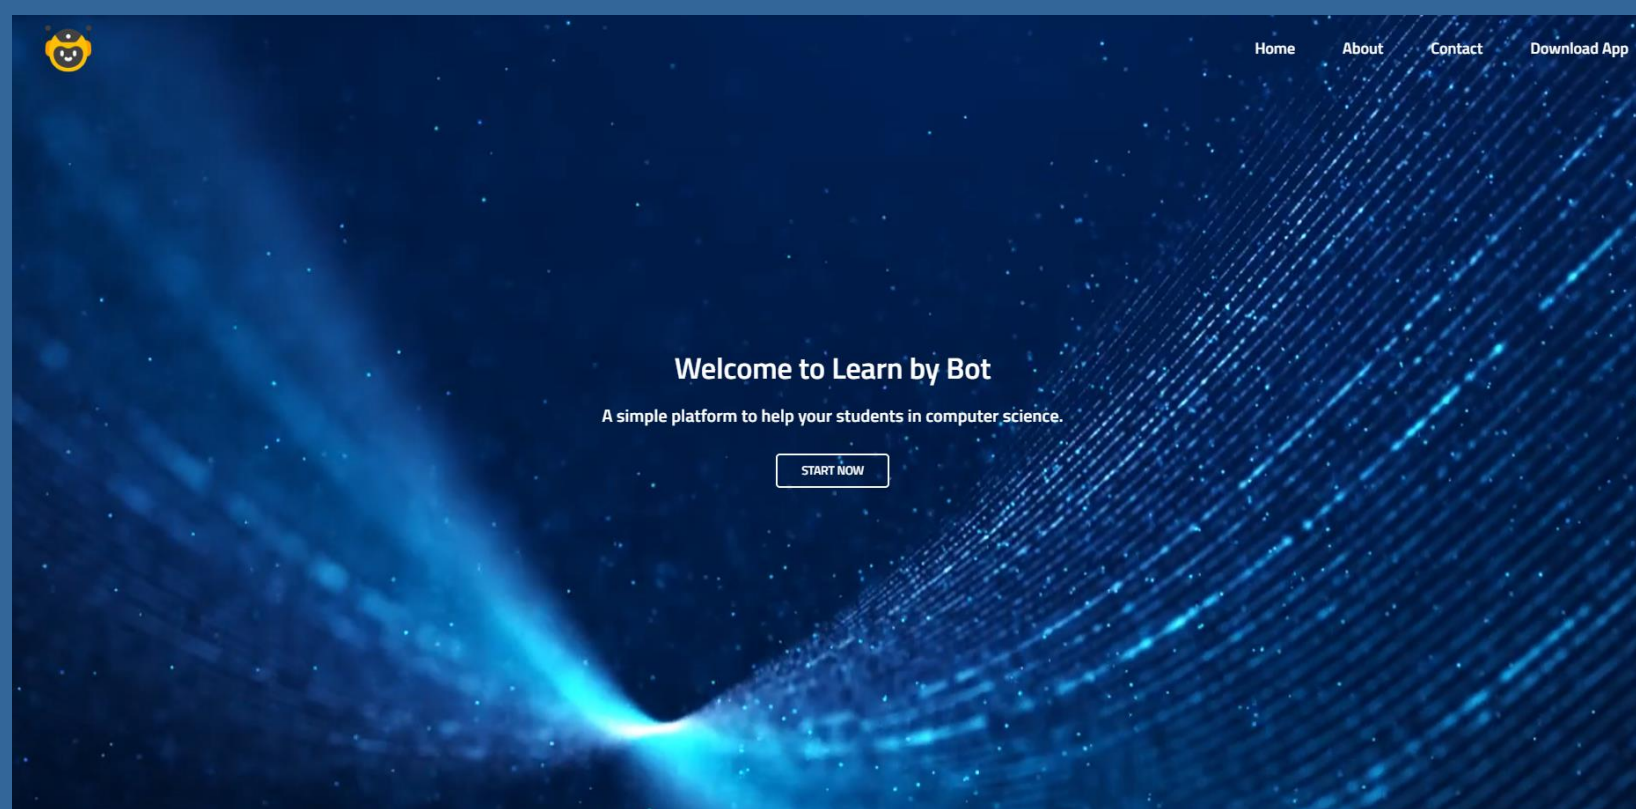 Home About Contact Download App
Welcome to Learn by Bot
A simple platform to help your students in computer science.
START NOW